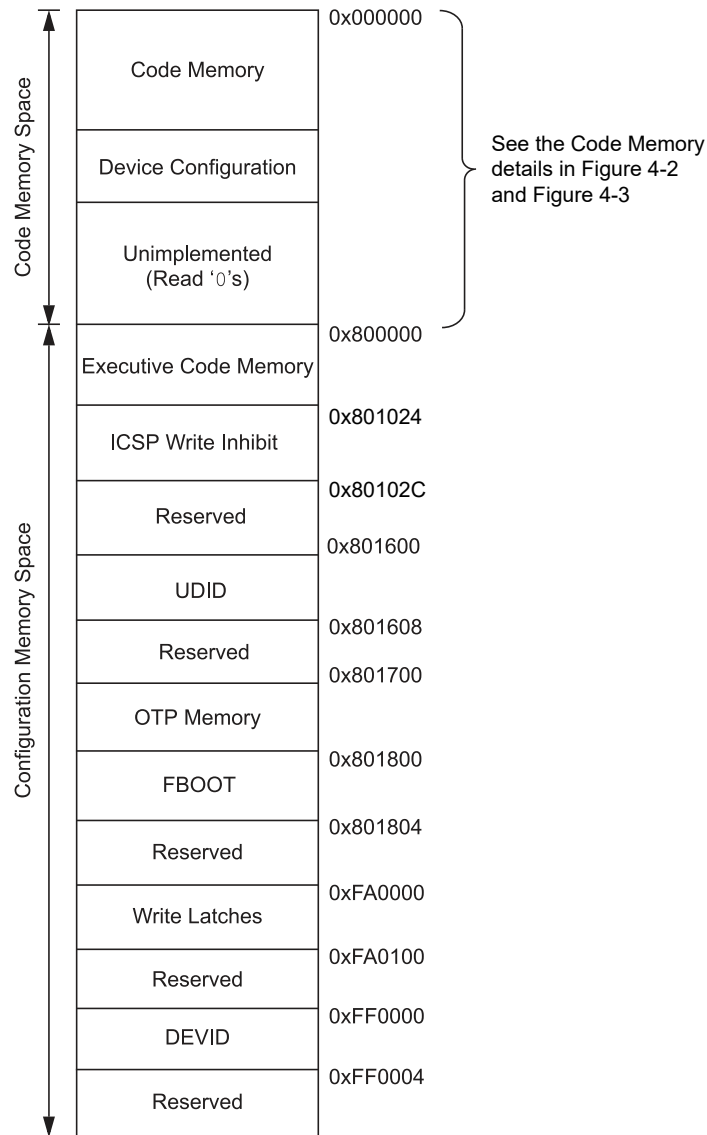 0x000000
Code Memory
Device Configuration
Unimplemented
(Read ‘0’s)
Code Memory Space
See the Code Memory
details in Figure 4-2
and Figure 4-3
0x800000
Executive Code Memory
0x801024
ICSP Write Inhibit
0x80102C
Reserved
0x801600
UDID
0x801608
Reserved
0x801700
OTP Memory
0x801800
FBOOT
0x801804
Reserved
0xFA0000
Write Latches
0xFA0100
Reserved
0xFF0000
DEVID
0xFF0004
Reserved
Configuration Memory Space